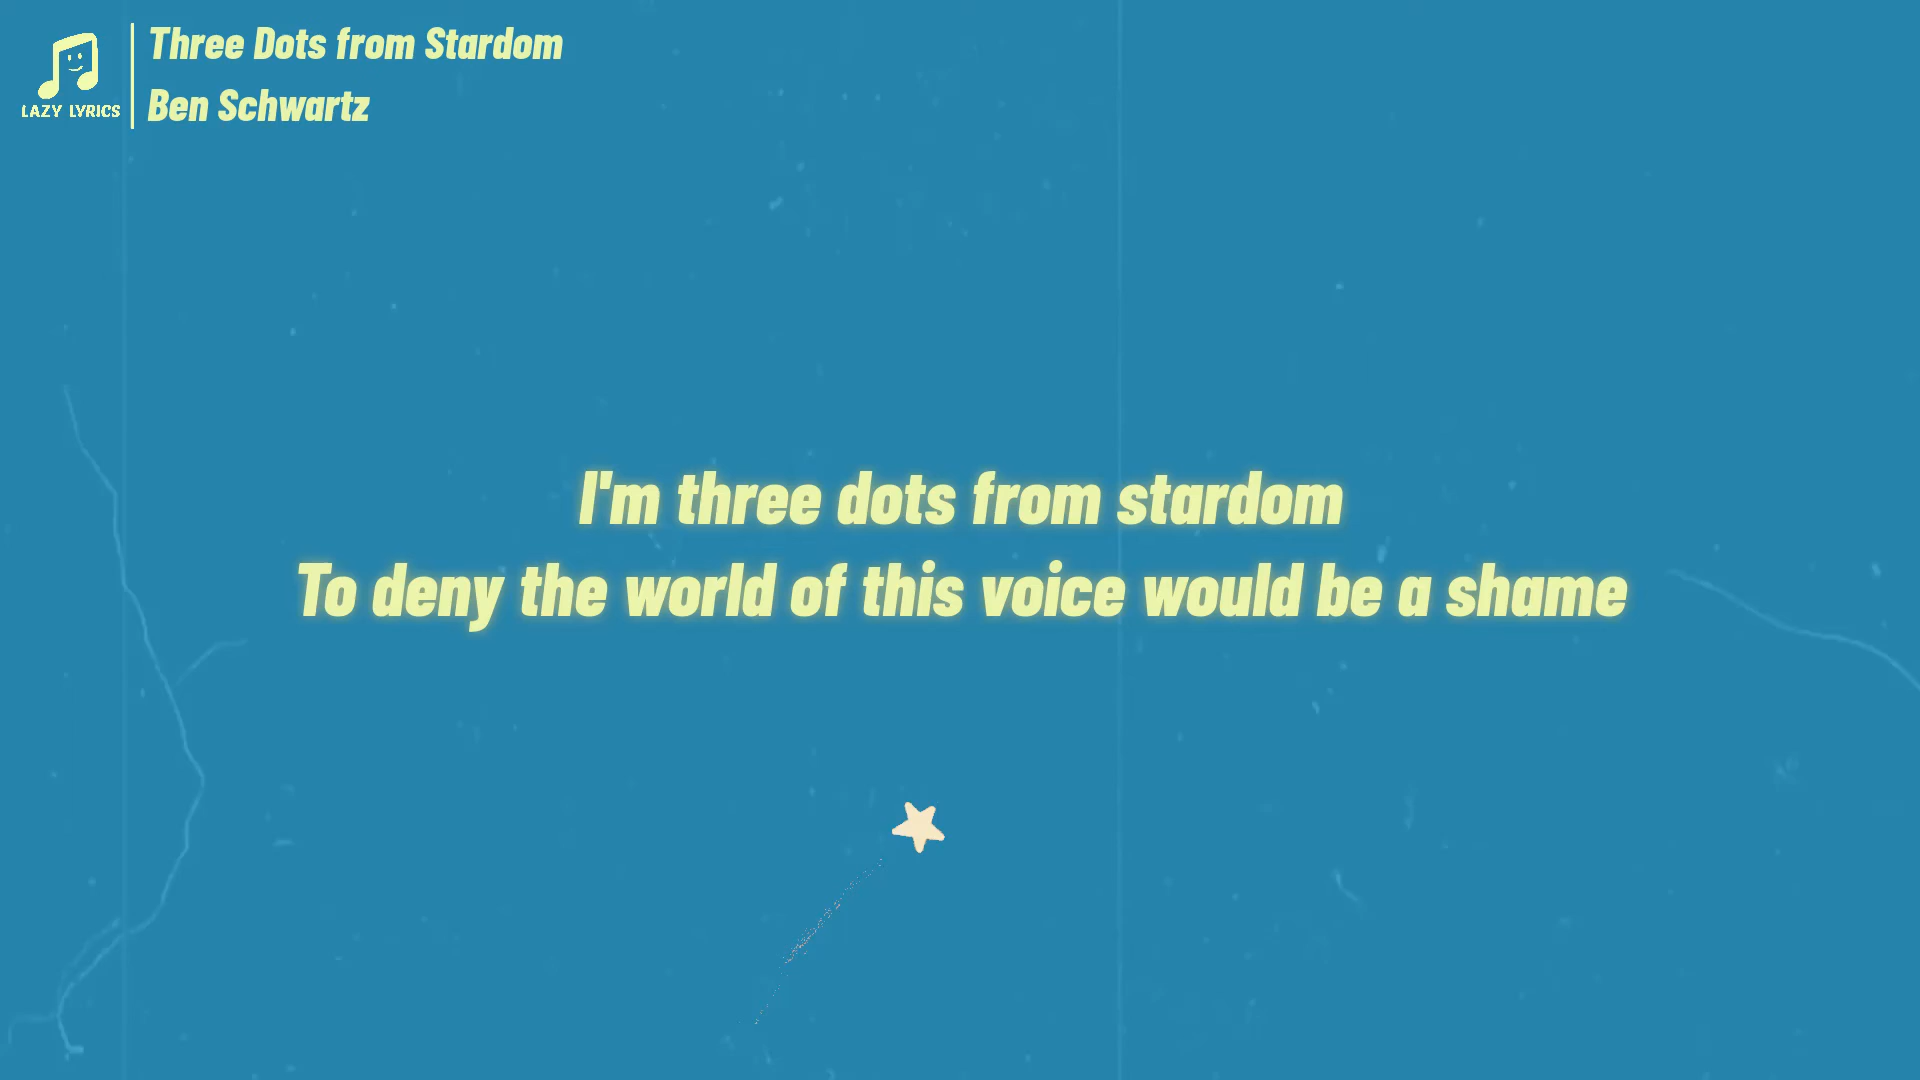 Three Dots from Stardom
Ben Schwartz
LAZY LYRICS
I'm three dots from stardom
To deny the world of this voice would be a shame